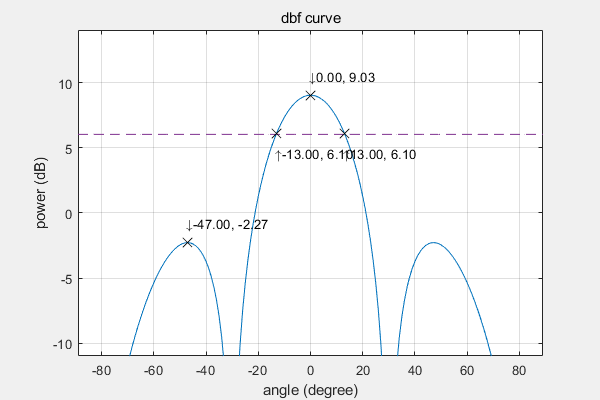 dbf curve
↓0.00, 9.03
↑-13.00, 6.10
↑13.00, 6.10
↓-47.00, -2.27
10
5
0
-5
-10
power (dB)
-80 -60 -40 -20 0 20 40 60 80
angle (degree)